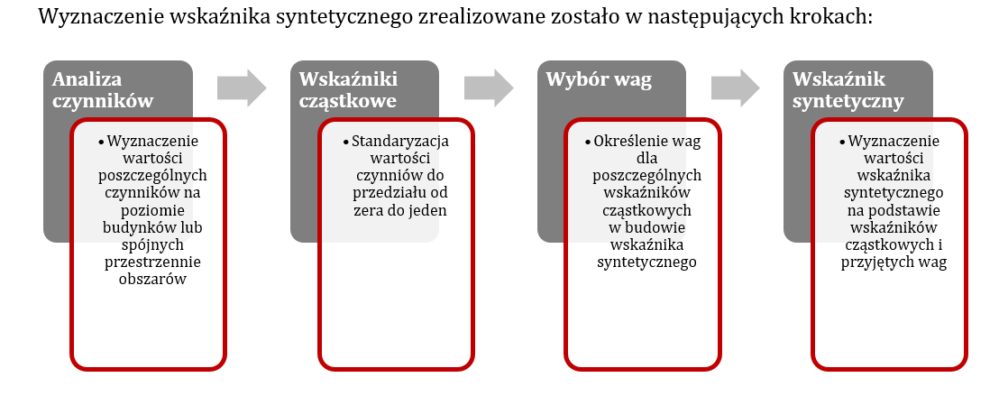 Wyznaczenie wskaźnika syntetycznego zrealizowane zostało w następujących krokach:
Analiza
czynników
• Wyznaczenie
wartości
poszczególnych
czynników na
poziomie
budynków lub
spójnych
przestrzennie
obszarów
Wskaźniki
cząstkowe
• Standaryzacja
wartości
czynniów do
przedziału od
zera do jeden
Wybór wag
• Określenie wag
dla
poszczególnych
wskaźników
cząstkowych
w budowie
wskaźnika
syntetycznego
Wskaźnik
syntetyczny
• Wyznaczenie
wartości
wskaźnika
syntetycznego
na podstawie
wskaźników
cząstkowych i
przyjętych wag